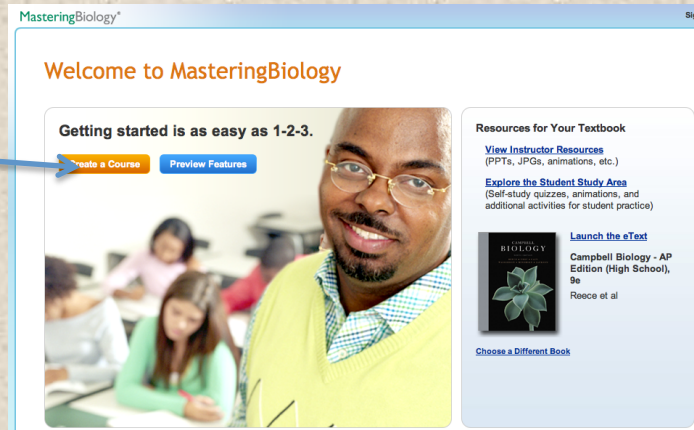 MasteringBiology®
Welcome to MasteringBiology
Getting started is as easy as 1-2-3.
Create a Course
Preview Features
Resources for Your Textbook
View Instructor Resources
(PPTs, JPGs, animations, etc.)
Explore the Student Study Area
(Self-study quizzes, animations, and
additional activities for student practice)
CAMPBELL
BIOLOGY
Launch the eText
Campbell Biology - AP
Edition (High School),
9e
Reece et al
Choose a Different Book